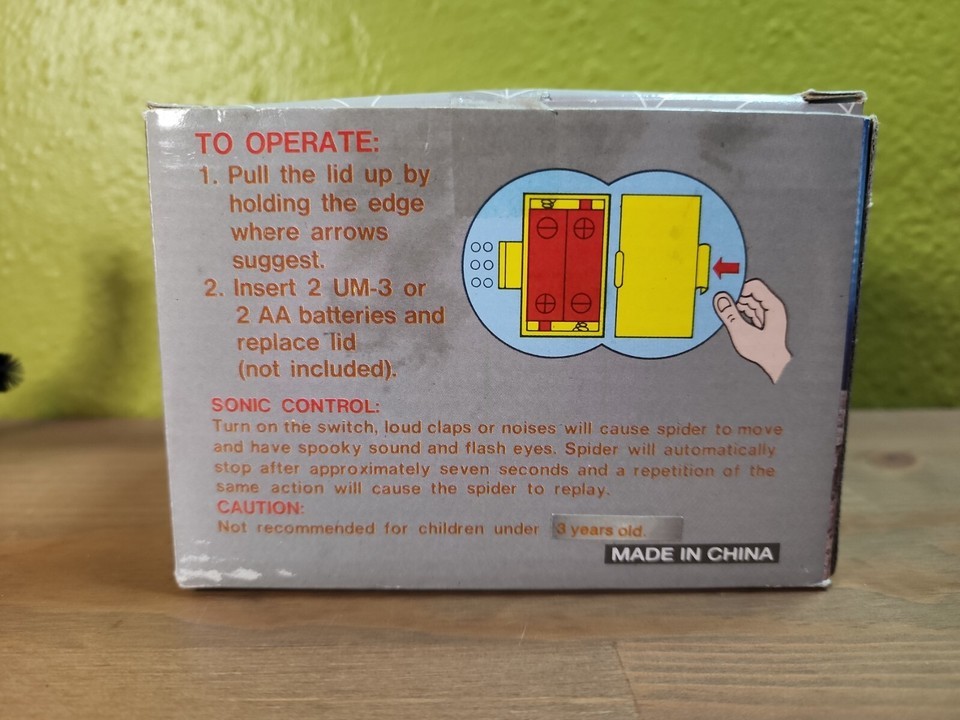 TO OPERATE:
1. Pull the lid up by
holding the edge
where arrows
suggest.
2. Insert 2 UM-3 or
2 AA batteries and
replace lid
(not included).
SONIC CONTROL:
Turn on the switch, loud claps or noises will cause spider to move
and have spooky sound and flash eyes. Spider will automatically
stop after approximately seven seconds and a repetition of the
same action will cause the spider to replay.
CAUTION:
Not recommended for children under 3 years old.
MADE IN CHINA